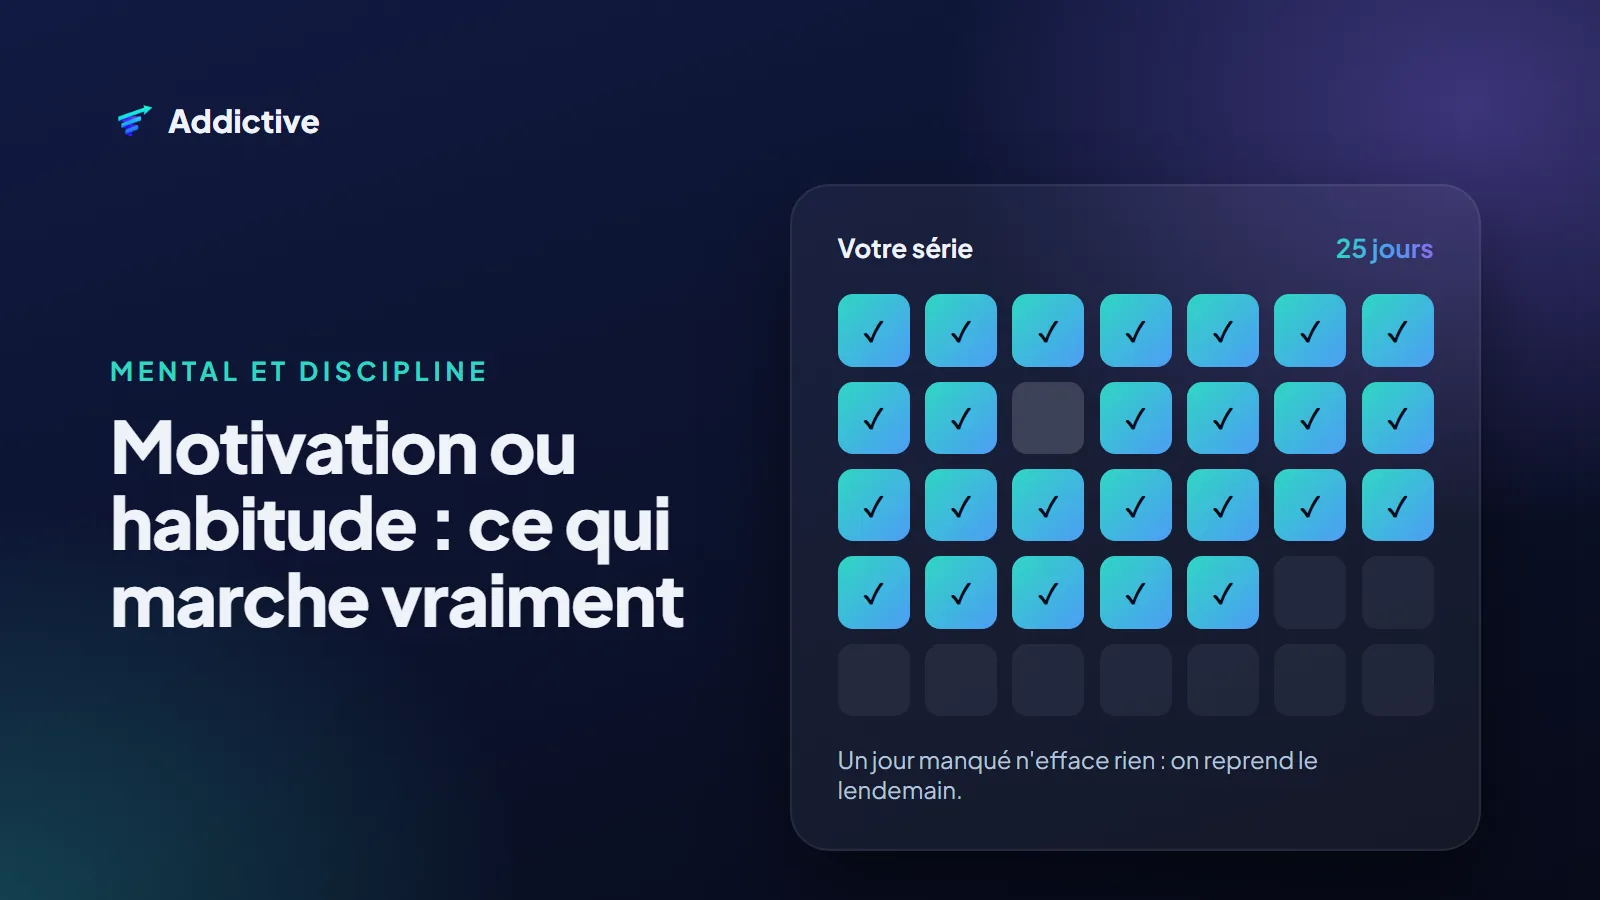 Addictive
MENTAL ET DISCIPLINE
Motivation ou
habitude : ce qui
marche vraiment
Votre série
25 jours
✓ ✓ ✓ ✓ ✓ ✓ ✓
✓ ✓ ✓ ✓ ✓ ✓
✓ ✓ ✓ ✓ ✓ ✓ ✓
✓ ✓ ✓ ✓ ✓
Un jour manqué n'efface rien : on reprend le
lendemain.